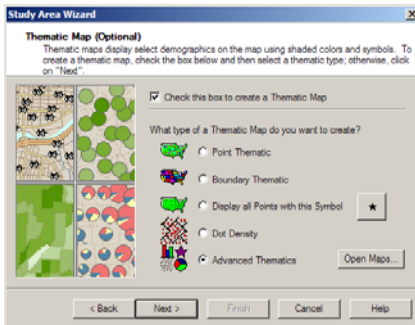 Study Area Wizard
Thematic Map (Optional)
Thematic maps display select demographics on the map using shaded colors and symbols. To
create a thematic map, check the box below and then select a thematic type; otherwise, click
on "Next".
Check this box to create a Thematic Map
What type of a Thematic Map do you want to create?
Point Thematic
Boundary Thematic
Display all Points with this Symbol
Dot Density
Advanced Thematics
Open Maps...
< Back Next > Finish Cancel Help